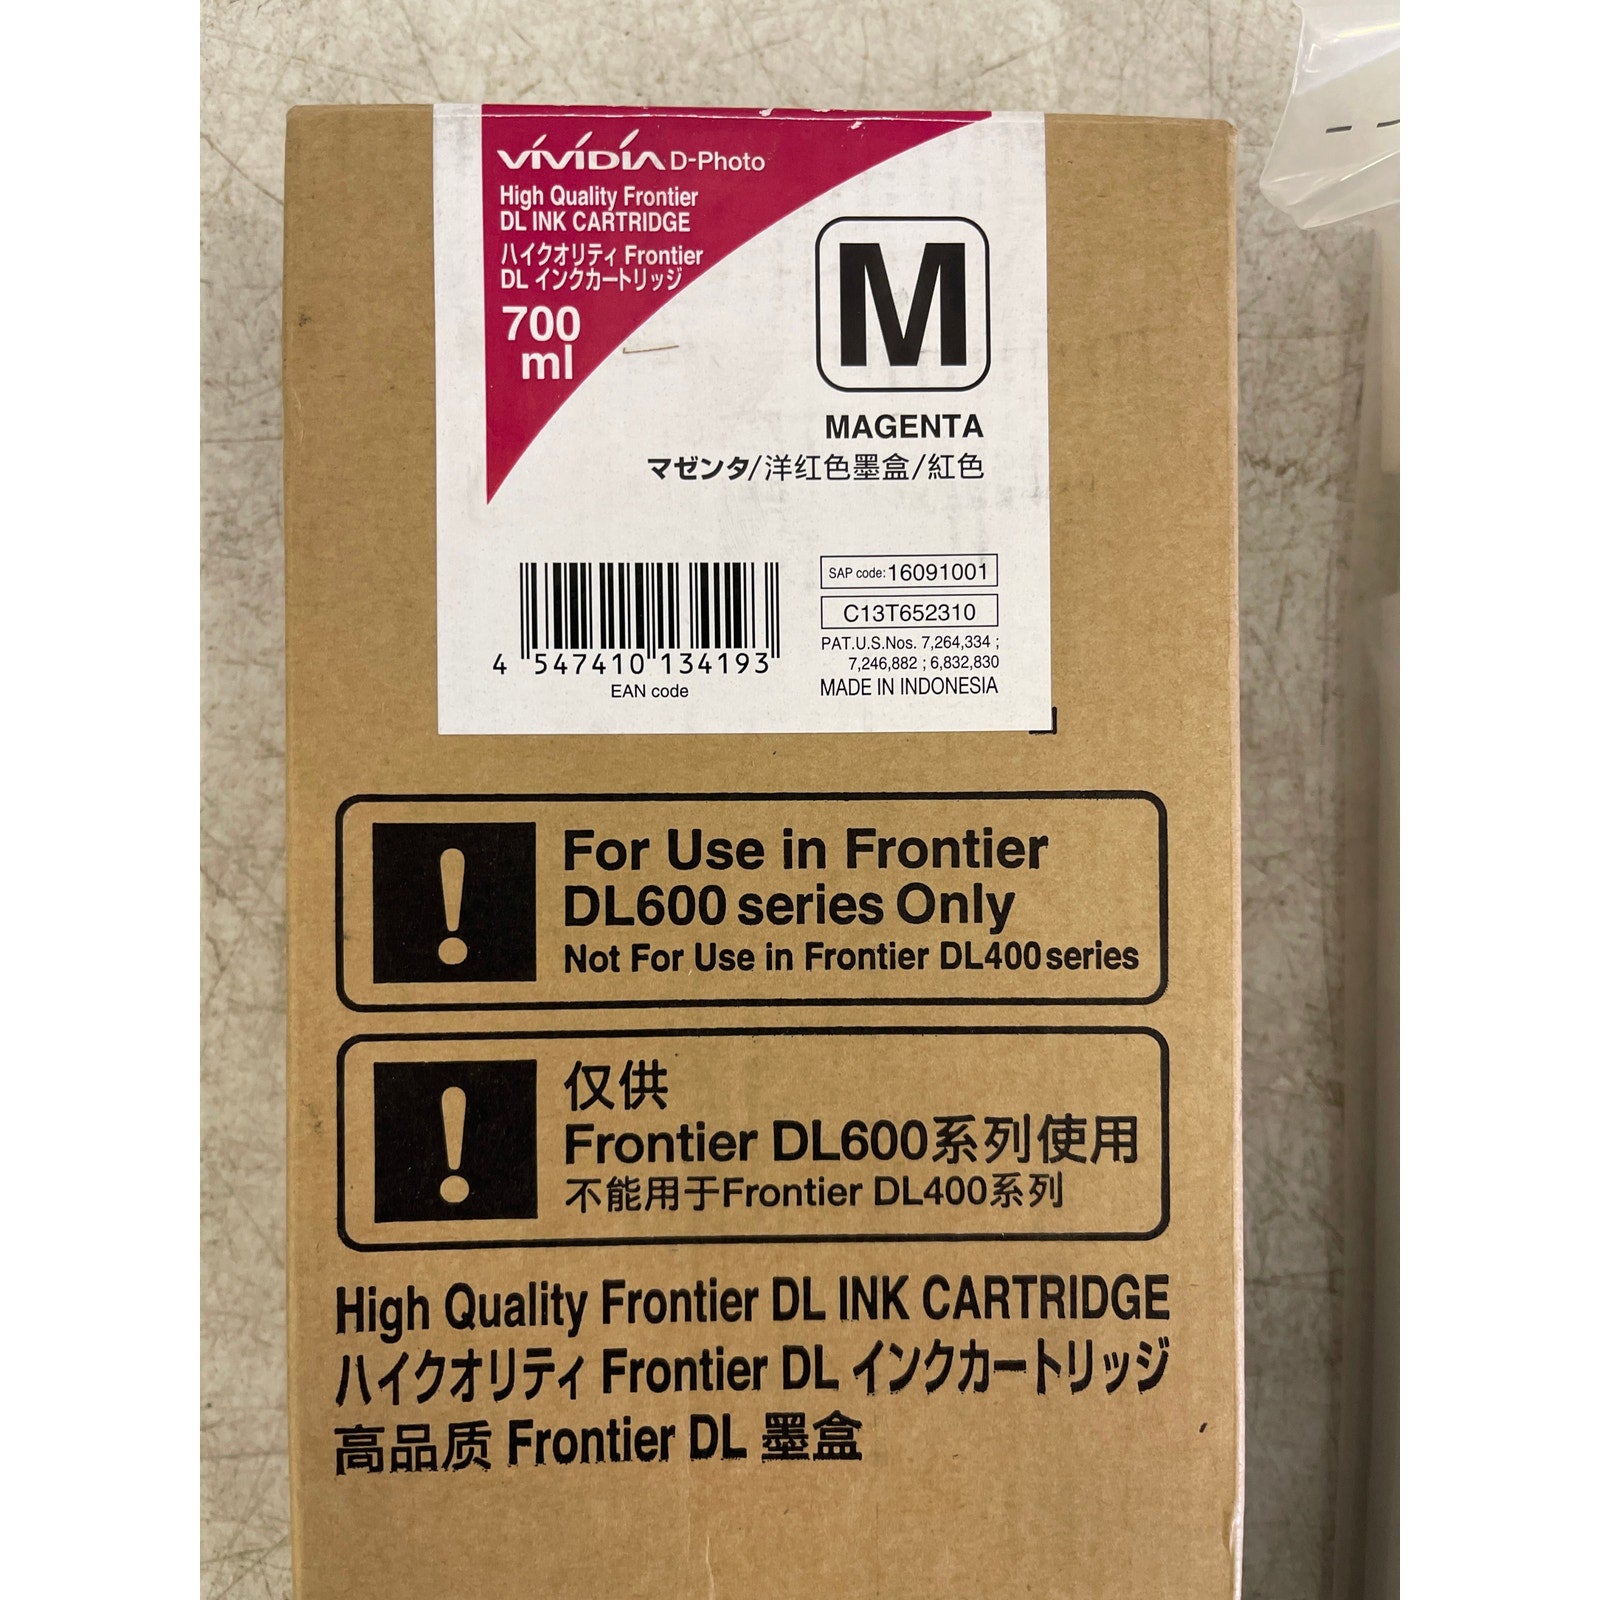 VIVIDIA D-Photo
High Quality Frontier
DL INK CARTRIDGE
ハイクオリティ Frontier
DL インクカートリッジ
700
ml
M
MAGENTA
マゼンタ/洋红色墨盒/紅色
SAP code: 16091001
C13T652310
PAT.U.S.Nos. 7,264,334 ;
7,246,882 ; 6,832,830
MADE IN INDONESIA
4 547410 134193
EAN code
For Use in Frontier
DL600 series Only
Not For Use in Frontier DL400 series
仅供
Frontier DL600系列使用
不能用于Frontier DL400系列
High Quality Frontier DL INK CARTRIDGE
ハイクオリティ Frontier DL インクカートリッジ
高品质 Frontier DL 墨盒